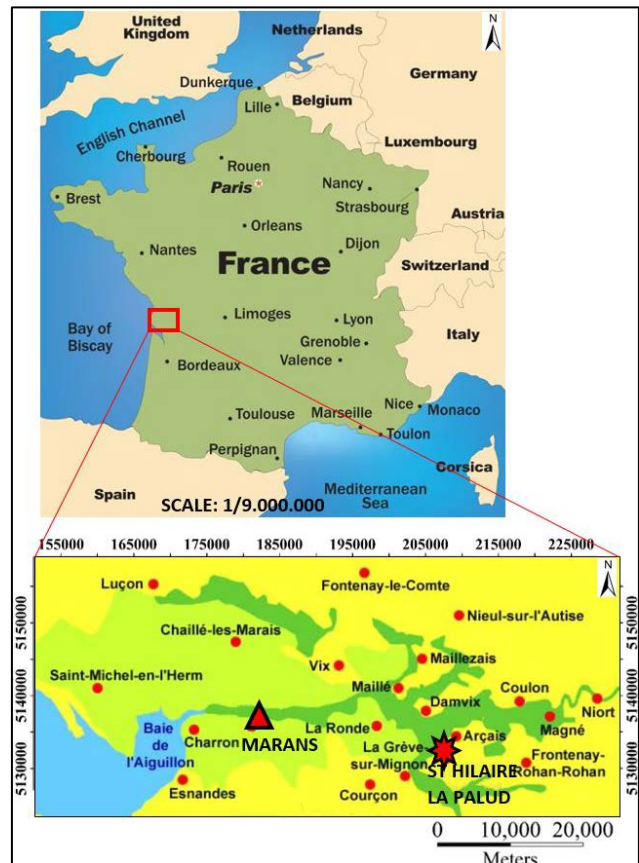 United
Kingdom
Netherlands
N
Germany
Dunkerque
Belgium
Lille
English Channel
Luxembourg
Cherbourg
Rouen
Paris
Nancy
Strasbourg
Brest
Austria
Orleans
Dijon
Nantes
France
Switzerland
Limoges
Lyon
Bay of
Biscay
Italy
Grenoble
Valence
Bordeaux
Nice
Monaco
Toulouse
Marseille
Toulon
Perpignan
Corsica
Spain
Mediterranean
Sea
SCALE: 1/9.000.000
155000 165000 175000 185000 195000 205000 215000 225000
N
Luçon
Fontenay-le-Comte
5150000
5150000
Nieul-sur-l'Autise
Chaillé-les-Marais
Vix
Maillezais
Saint-Michel-en-l'Herm
Maillé
Coulon
5140000
5140000
Damvix
Niort
Baie
de
l'Aiguillon
Charron
MARANS
La Ronde
Arçais
Magné
La Grève
-sur-Mignon
ST HILAIRE
LA PALUD
Frontenay-
Rohan-Rohan
5130000
5130000
Esnandes
Courçon
0 10,000 20,000
Meters